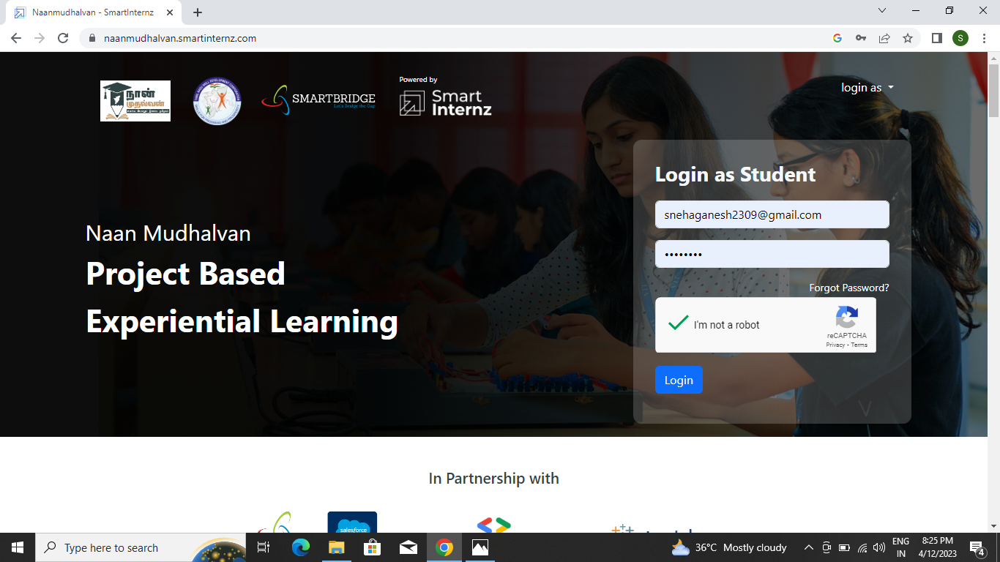 Naanmudhalvan - SmartInternz
naanmudhalvan.smartinternz.com
S
நான்
முதல்வன்
SMARTBRIDGE
Let's Bridge the Gap
Powered by
Smart
Internz
login as
Login as Student
snehaganesh2309@gmail.com
••••••••
Forgot Password?
I'm not a robot
reCAPTCHA
Privacy - Terms
Login
Naan Mudhalvan
Project Based
Experiential Learning
In Partnership with
salesforce
Type here to search
36°C Mostly cloudy
ENG
IN
8:25 PM
4/12/2023
4